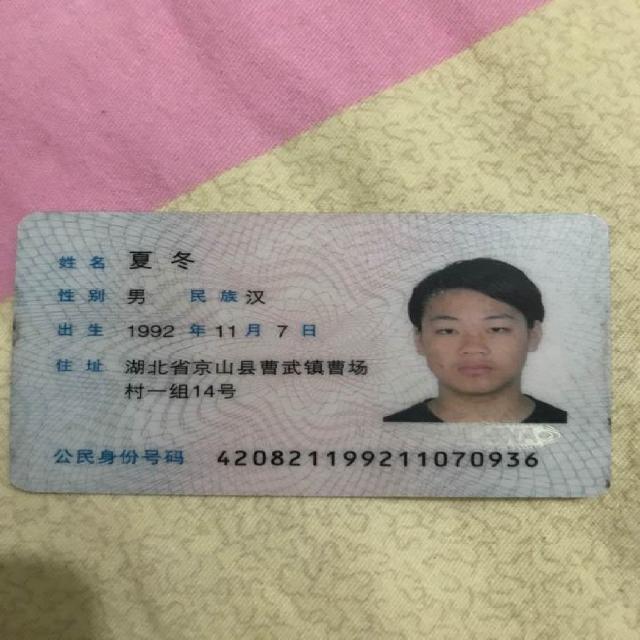 姓名 夏冬
性别 男 民族 汉
出生 1992 年 11 月 7 日
住址 湖北省京山县曹武镇曹场
村一组14号
公民身份号码 420821199211070936